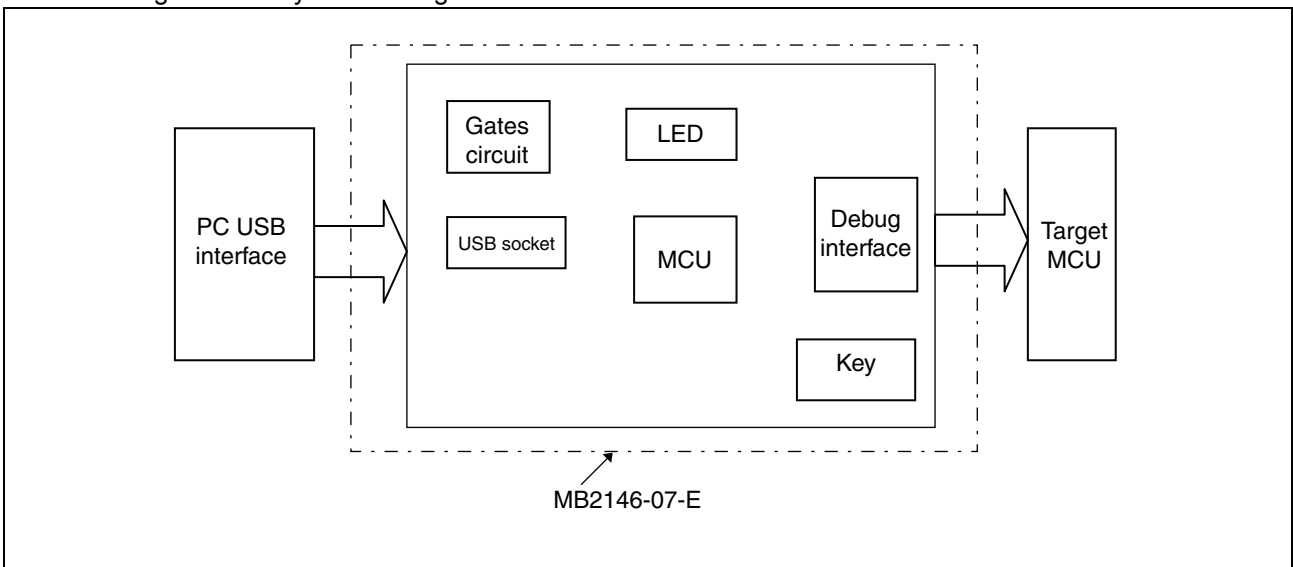 Gates
circuit
LED
PC USB
interface
USB socket
MCU
Debug
interface
Target
MCU
Key
MB2146-07-E